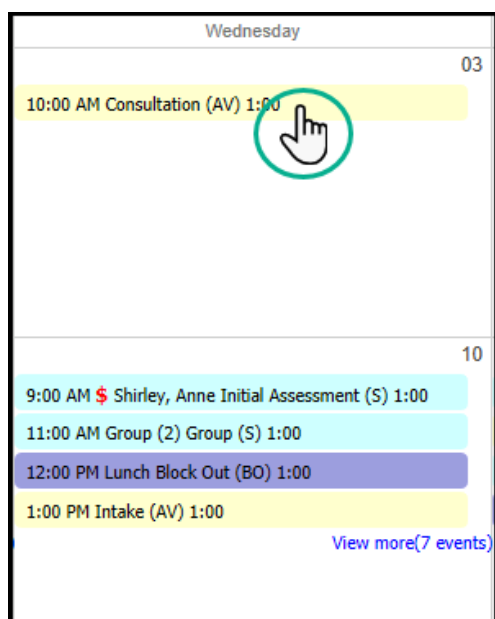 Wednesday
03
10:00 AM Consultation (AV) 1:00
10
9:00 AM $ Shirley, Anne Initial Assessment (S) 1:00
11:00 AM Group (2) Group (S) 1:00
12:00 PM Lunch Block Out (BO) 1:00
1:00 PM Intake (AV) 1:00
View more(7 events)